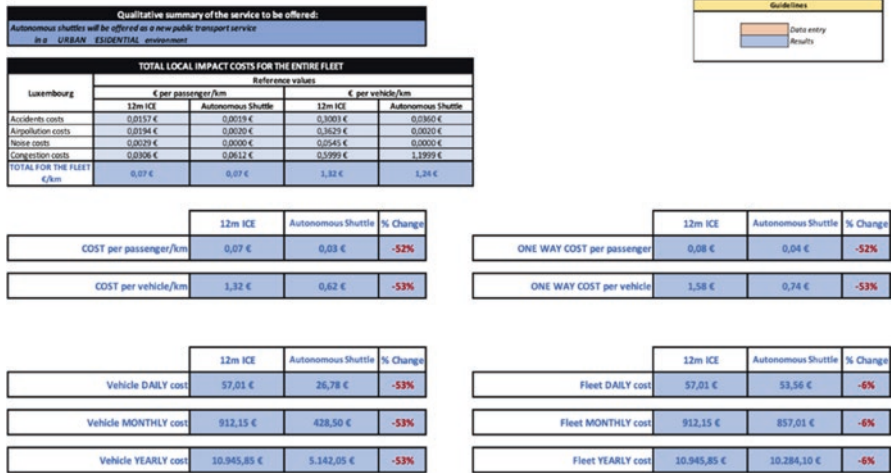 Qualitative summary of the service to be offered:
Autonomous shuttles will be offered as a new public transport service
in a URBAN ESIDENTIAL environment
Guidelines
Data entry
Results
TOTAL LOCAL IMPACT COSTS FOR THE ENTIRE FLEET
Luxembourg
Reference values
€ per passenger/km € per vehicle/km
12m ICE Autonomous Shuttle 12m ICE Autonomous Shuttle
Accidents costs 0,0157 € 0,0019 € 0,3003 € 0,0360 €
Airpollution costs 0,0194 € 0,0020 € 0,3629 € 0,0020 €
Noise costs 0,0029 € 0,0000 € 0,0545 € 0,0000 €
Congestion costs 0,0306 € 0,0612 € 0,5999 € 1,1999 €
TOTAL FOR THE FLEET
€/km 0,07 € 0,07 € 1,32 € 1,24 €
12m ICE Autonomous Shuttle % Change
COST per passenger/km 0,07 € 0,03 € -52%
COST per vehicle/km 1,32 € 0,62 € -53%
12m ICE Autonomous Shuttle % Change
ONE WAY COST per passenger 0,08 € 0,04 € -52%
ONE WAY COST per vehicle 1,58 € 0,74 € -53%
12m ICE Autonomous Shuttle % Change
Vehicle DAILY cost 57,01 € 26,78 € -53%
Vehicle MONTHLY cost 912,15 € 428,50 € -53%
Vehicle YEARLY cost 10.945,85 € 5.142,05 € -53%
12m ICE Autonomous Shuttle % Change
Fleet DAILY cost 57,01 € 53,56 € -6%
Fleet MONTHLY cost 912,15 € 857,01 € -6%
Fleet YEARLY cost 10.945,85 € 10.284,10 € -6%